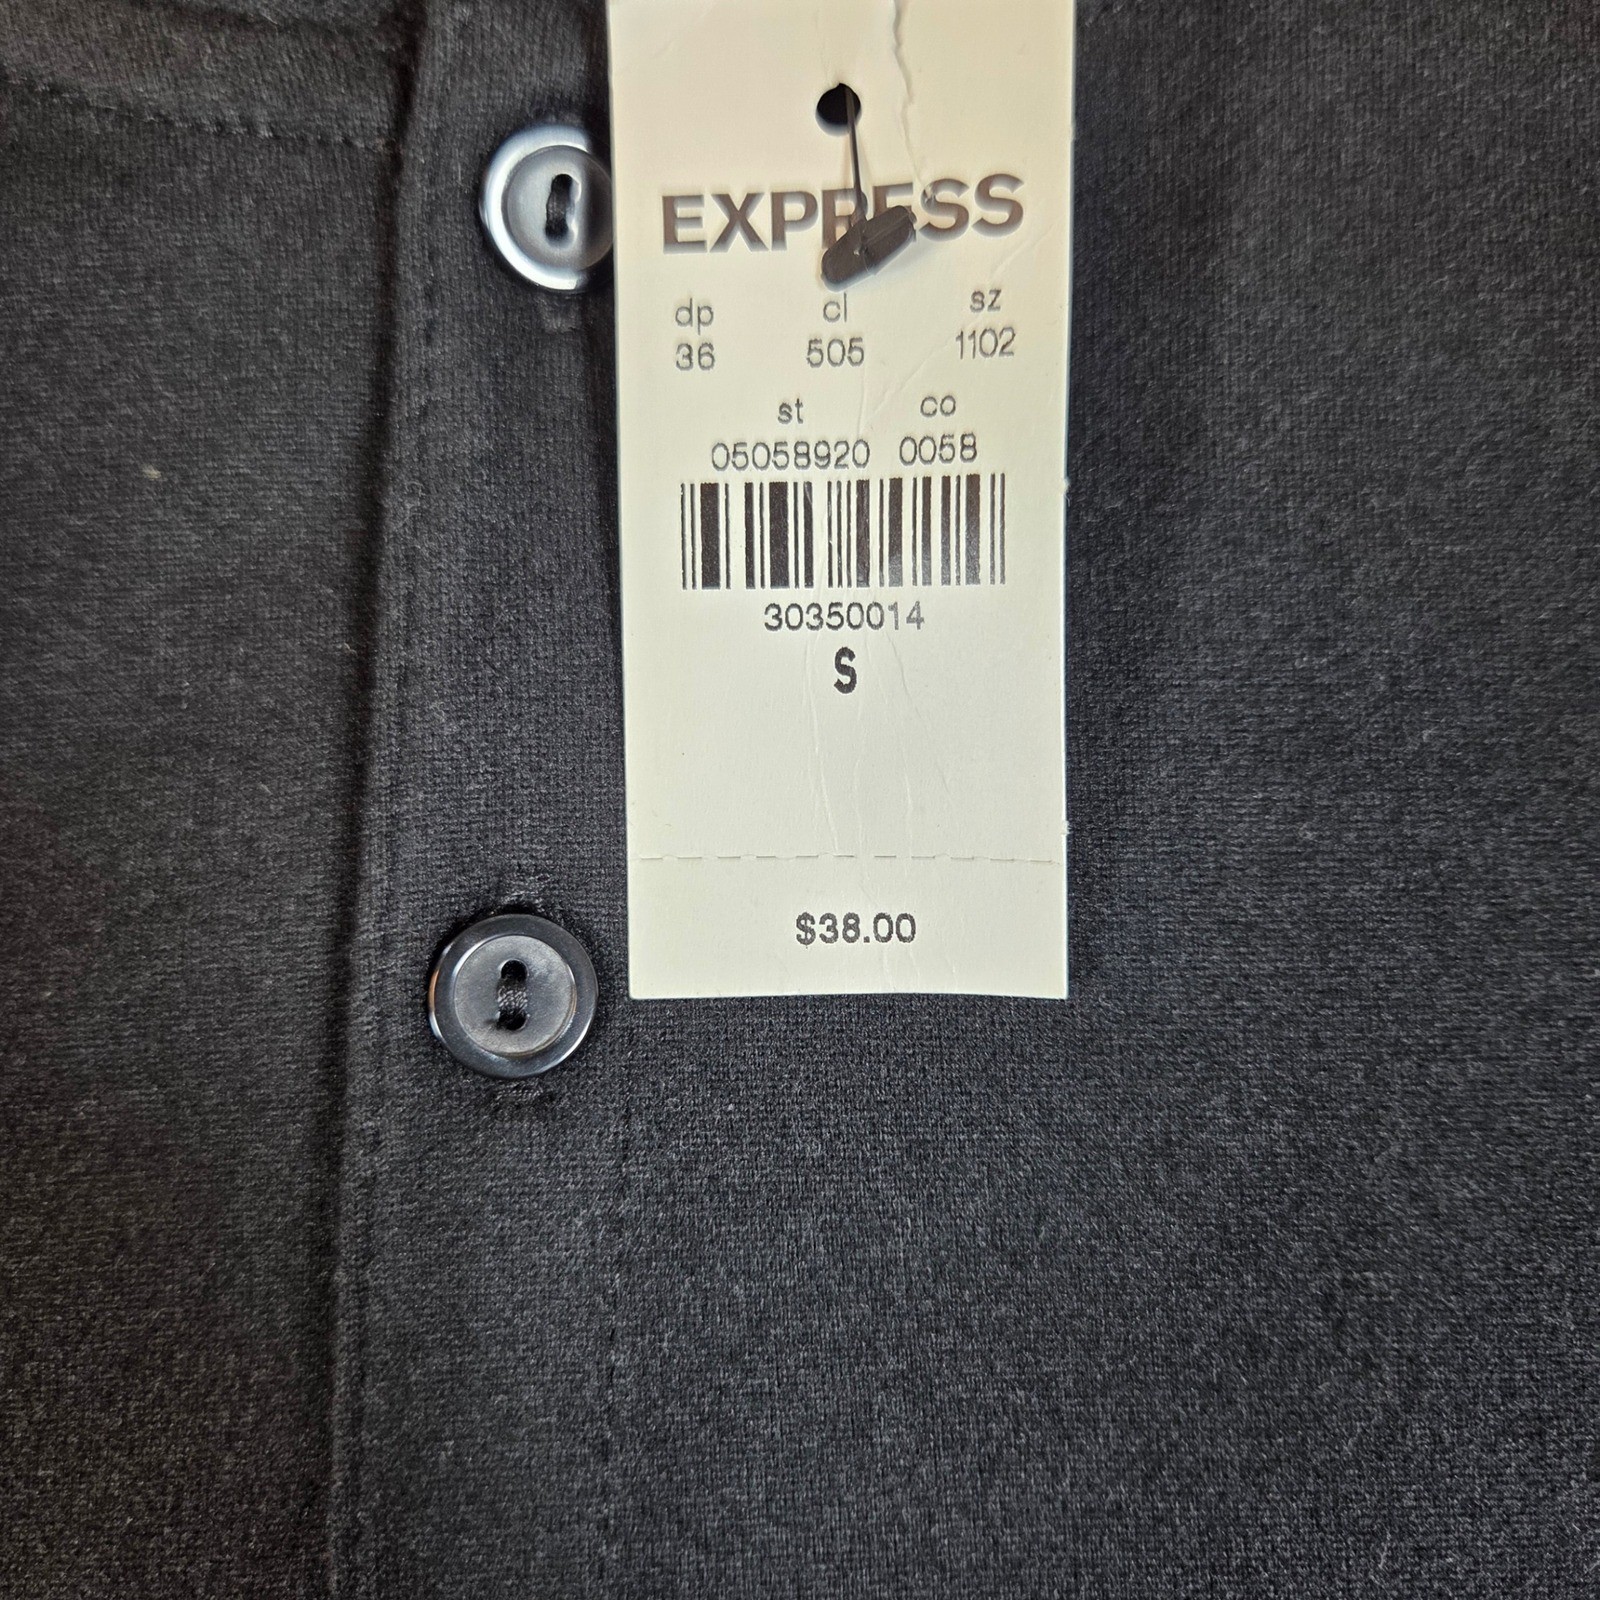 EXPRESS
dp cl sz
36 505 1102
st co
05058920 0058
30350014
S
$38.00